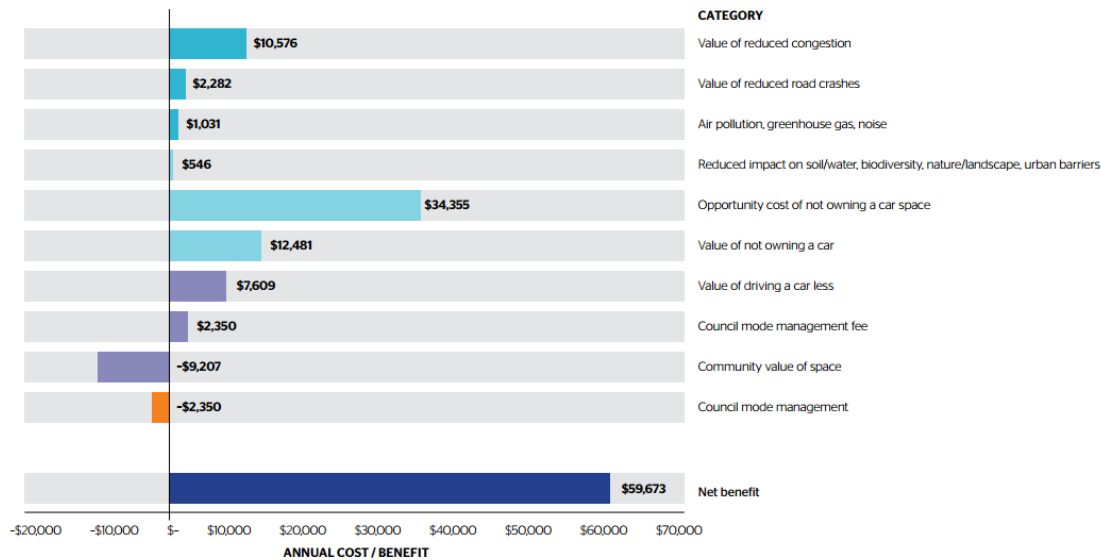 CATEGORY
$10,576 Value of reduced congestion
$2,282 Value of reduced road crashes
$1,031 Air pollution, greenhouse gas, noise
$546 Reduced impact on soil/water, biodiversity, nature/landscape, urban barriers
$34,355 Opportunity cost of not owning a car space
$12,481 Value of not owning a car
$7,609 Value of driving a car less
$2,350 Council mode management fee
-$9,207 Community value of space
-$2,350 Council mode management
$59,673 Net benefit
-$20,000 -$10,000 $- $10,000 $20,000 $30,000 $40,000 $50,000 $60,000 $70,000
ANNUAL COST / BENEFIT